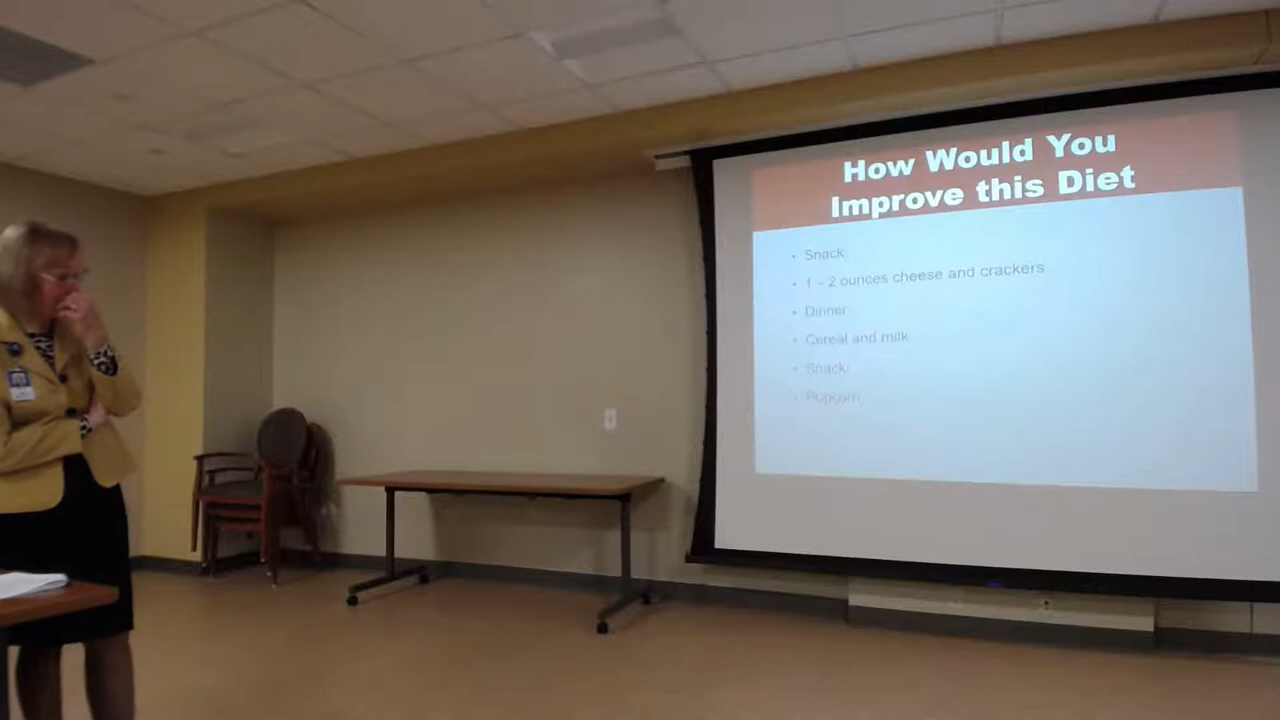 How Would You
Improve this Diet
• Snack
• 1 – 2 ounces cheese and crackers
• Dinner
• Cereal and milk
• Snack
• Popcorn